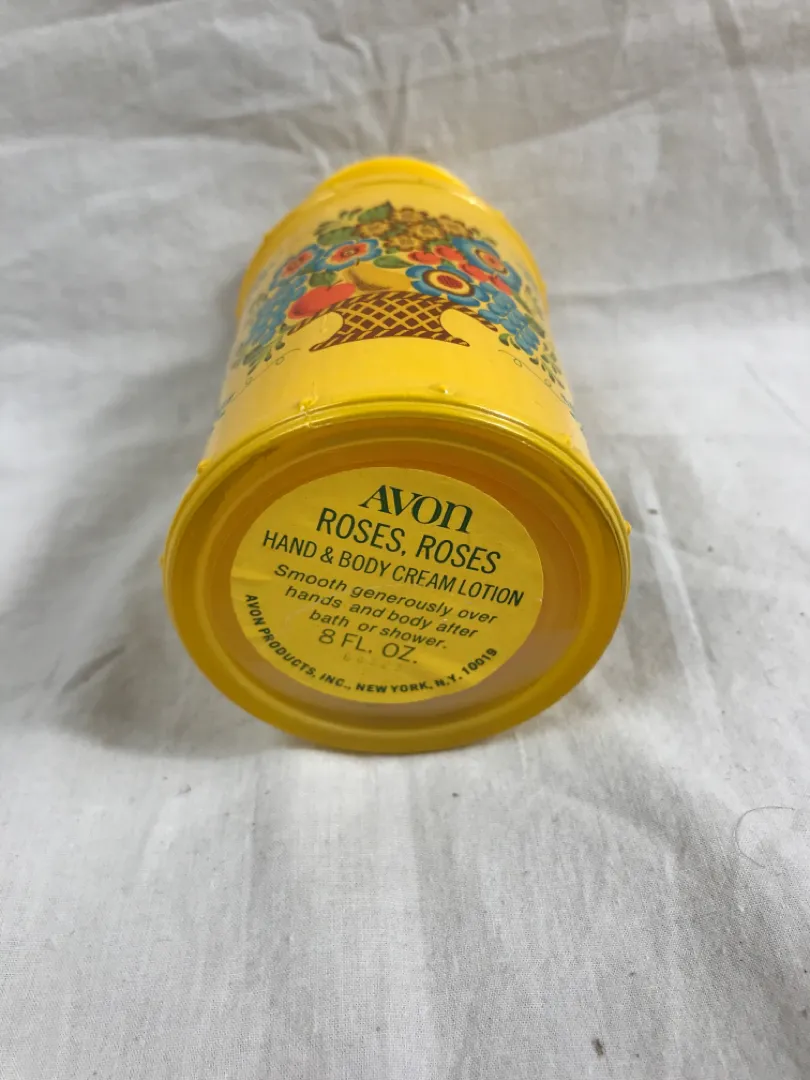 AVON
ROSES, ROSES
HAND & BODY CREAM LOTION
Smooth generously over
hands and body after
bath or shower.
8 FL. OZ.
AVON PRODUCTS, INC., NEW YORK, N.Y. 10019